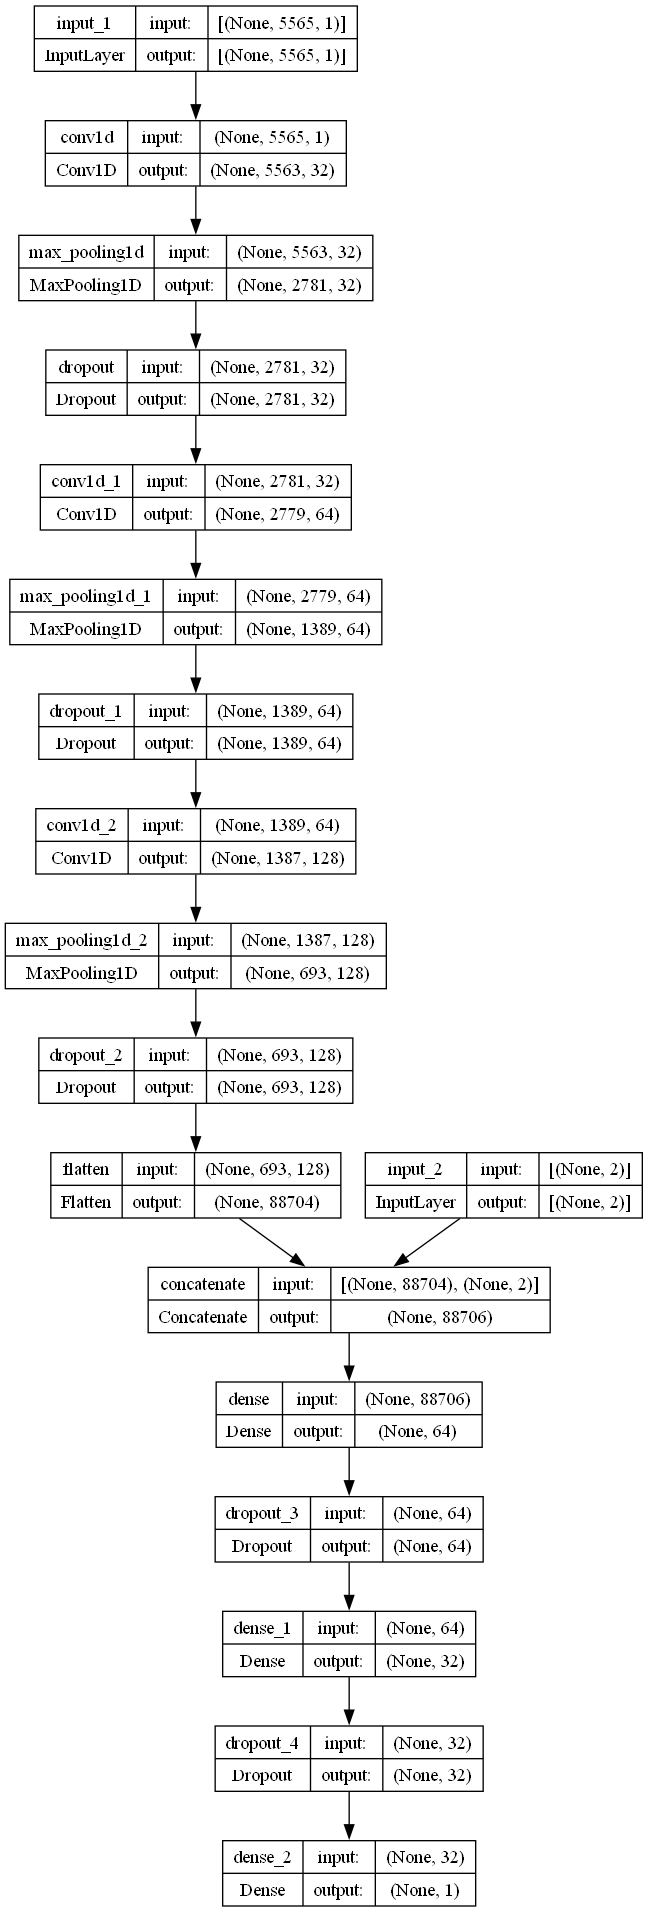 input_1 input: [(None, 5565, 1)]
InputLayer output: [(None, 5565, 1)]
conv1d input: (None, 5565, 1)
Conv1D output: (None, 5563, 32)
max_pooling1d input: (None, 5563, 32)
MaxPooling1D output: (None, 2781, 32)
dropout input: (None, 2781, 32)
Dropout output: (None, 2781, 32)
conv1d_1 input: (None, 2781, 32)
Conv1D output: (None, 2779, 64)
max_pooling1d_1 input: (None, 2779, 64)
MaxPooling1D output: (None, 1389, 64)
dropout_1 input: (None, 1389, 64)
Dropout output: (None, 1389, 64)
conv1d_2 input: (None, 1389, 64)
Conv1D output: (None, 1387, 128)
max_pooling1d_2 input: (None, 1387, 128)
MaxPooling1D output: (None, 693, 128)
dropout_2 input: (None, 693, 128)
Dropout output: (None, 693, 128)
flatten input: (None, 693, 128)
Flatten output: (None, 88704)
input_2 input: [(None, 2)]
InputLayer output: [(None, 2)]
concatenate input: [(None, 88704), (None, 2)]
Concatenate output: (None, 88706)
dense input: (None, 88706)
Dense output: (None, 64)
dropout_3 input: (None, 64)
Dropout output: (None, 64)
dense_1 input: (None, 64)
Dense output: (None, 32)
dropout_4 input: (None, 32)
Dropout output: (None, 32)
dense_2 input: (None, 32)
Dense output: (None, 1)